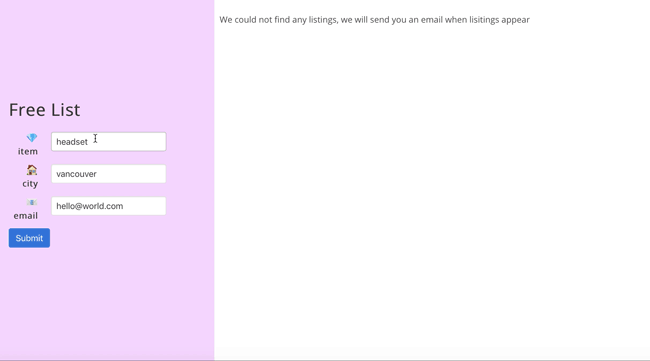 We could not find any listings, we will send you an email when lisitings appear
Free List
item
headset
city
vancouver
email
hello@world.com
Submit